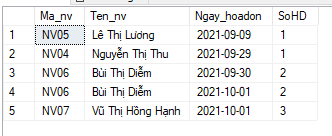 Ma_nv Ten_nv Ngay_hoadon SoHD
1 NV05 Lê Thị Lương 2021-09-09 1
2 NV04 Nguyễn Thị Thu 2021-09-29 1
3 NV06 Bùi Thị Diễm 2021-09-30 2
4 NV06 Bùi Thị Diễm 2021-10-01 2
5 NV07 Vũ Thị Hồng Hạnh 2021-10-01 3